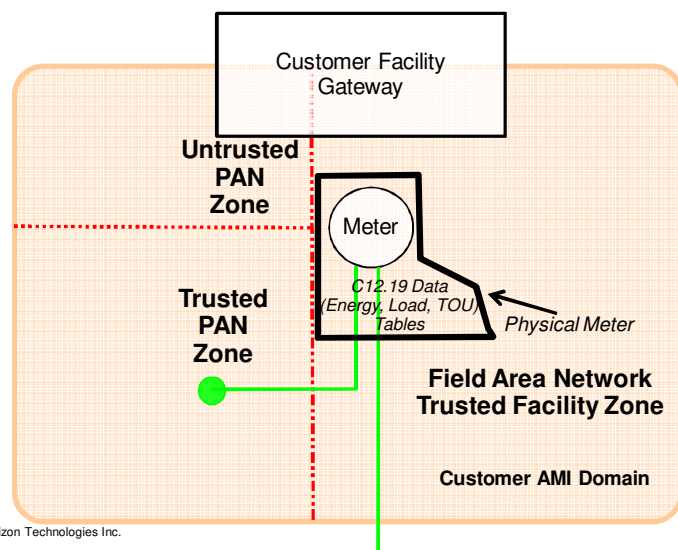 Customer Facility
Gateway
Untrusted
PAN
Zone
Meter
C12.19 Data
(Energy, Load, TOU)
Tables
Physical Meter
Trusted
PAN
Zone
Field Area Network
Trusted Facility Zone
Customer AMI Domain
Technologies Inc.